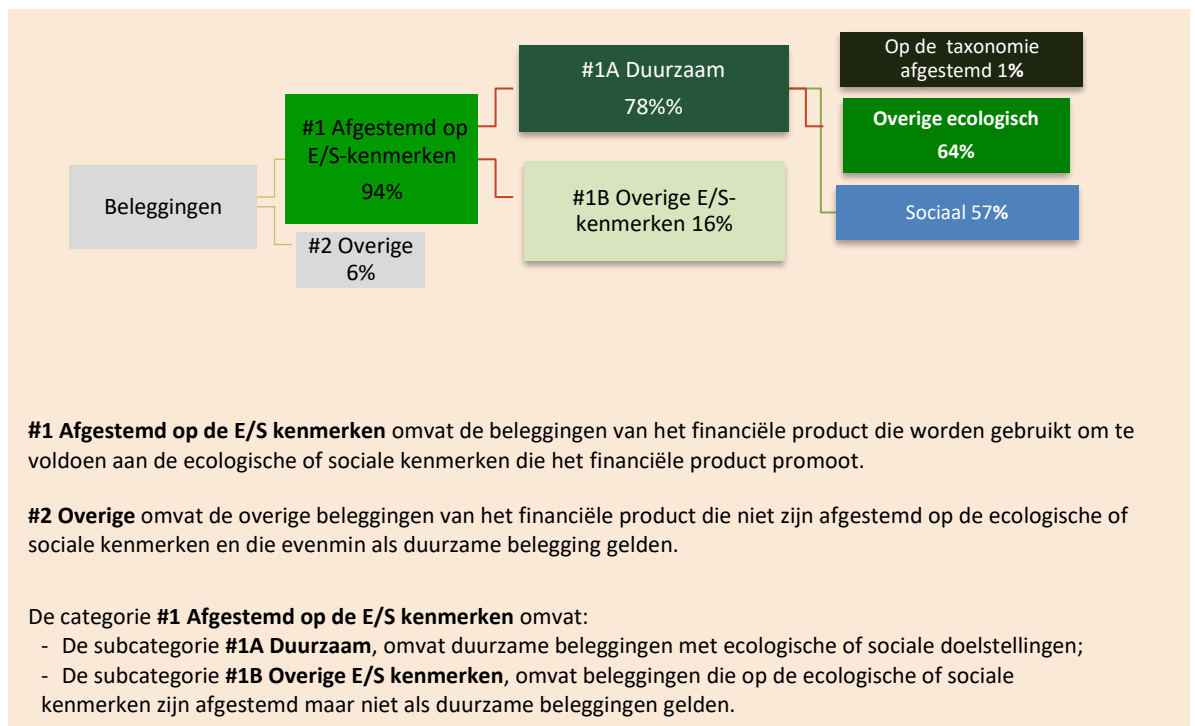 Beleggingen
#1 Afgestemd op
E/S-kenmerken
94%
#2 Overige
6%
#1A Duurzaam
78%%
#1B Overige E/S-
kenmerken 16%
Op de taxonomie
afgestemd 1%
Overige ecologisch
64%
Sociaal 57%
#1 Afgestemd op de E/S kenmerken omvat de beleggingen van het financiële product die worden gebruikt om te
voldoen aan de ecologische of sociale kenmerken die het financiële product promoot.
#2 Overige omvat de overige beleggingen van het financiële product die niet zijn afgestemd op de ecologische of
sociale kenmerken en die evenmin als duurzame belegging gelden.
De categorie #1 Afgestemd op de E/S kenmerken omvat:
- De subcategorie #1A Duurzaam, omvat duurzame beleggingen met ecologische of sociale doelstellingen;
- De subcategorie #1B Overige E/S kenmerken, omvat beleggingen die op de ecologische of sociale
kenmerken zijn afgestemd maar niet als duurzame beleggingen gelden.